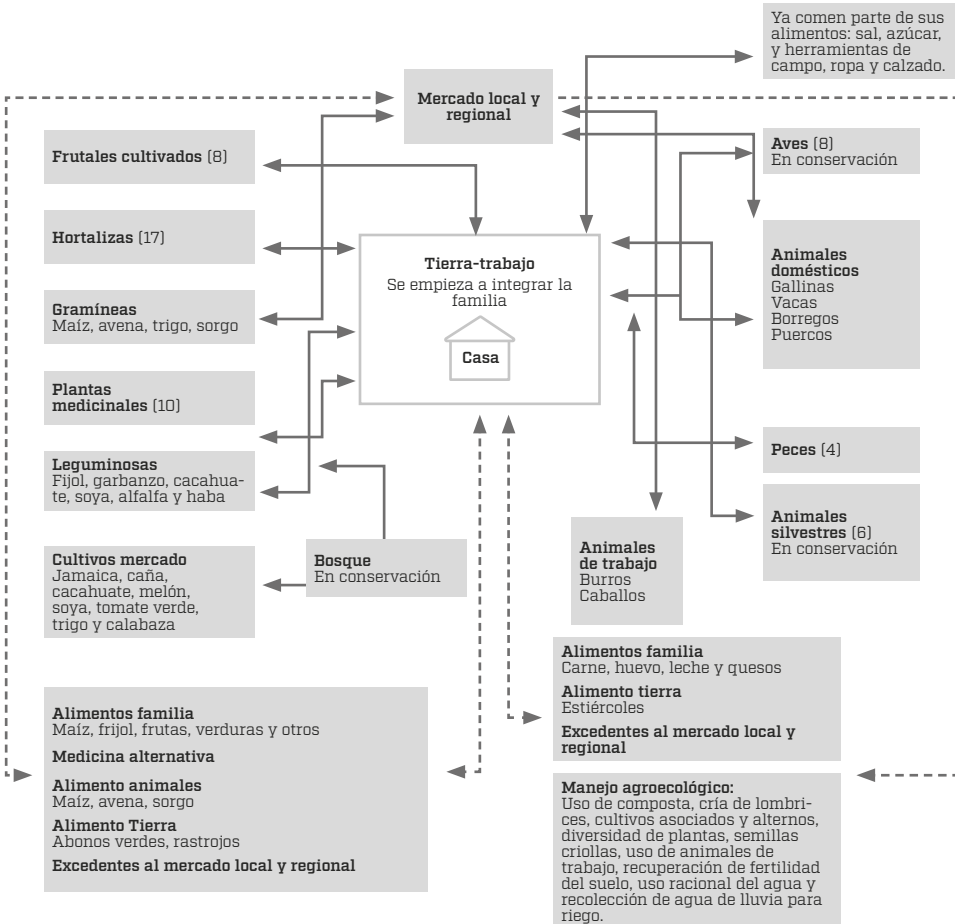 Ya comen parte de sus
alimentos: sal, azúcar,
y herramientas de
campo, ropa y calzado.
Mercado local y
regional
Frutales cultivados (8)
Aves (8)
En conservación
Hortalizas (17)
Tierra-trabajo
Se empieza a integrar la
familia
Casa
Animales
domésticos
Gallinas
Vacas
Borregos
Puercos
Gramíneas
Maíz, avena, trigo, sorgo
Plantas
medicinales (10)
Leguminosas
Fijol, garbanzo, cacahua-
te, soya, alfalfa y haba
Peces (4)
Animales
silvestres (6)
En conservación
Cultivos mercado
Jamaica, caña,
cacahuate, melón,
soya, tomate verde,
trigo y calabaza
Bosque
En conservación
Animales
de trabajo
Burros
Caballos
Alimentos familia
Carne, huevo, leche y quesos
Alimento tierra
Estiércoles
Excedentes al mercado local y
regional
Alimentos familia
Maíz, frijol, frutas, verduras y otros
Medicina alternativa
Alimento animales
Maíz, avena, sorgo
Alimento Tierra
Abonos verdes, rastrojos
Excedentes al mercado local y regional
Manejo agroecológico:
Uso de composta, cría de lombri-
ces, cultivos asociados y alternos,
diversidad de plantas, semillas
criollas, uso de animales de
trabajo, recuperación de fertilidad
del suelo, uso racional del agua y
recolección de agua de lluvia para
riego.